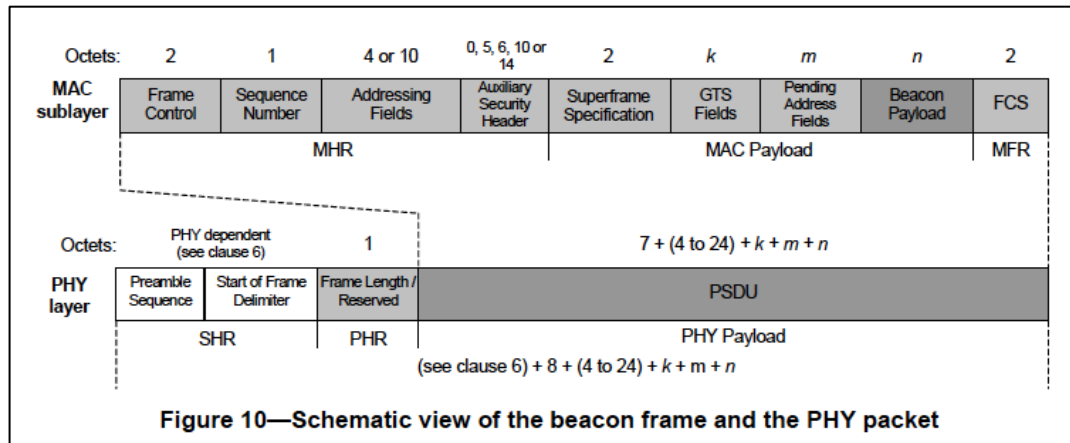 Octets: 2 1 4 or 10 0, 5, 6, 10 or 14 2 k m n 2
MAC sublayer
Frame Control
Sequence Number
Addressing Fields
Auxiliary Security Header
Superframe Specification
GTS Fields
Pending Address Fields
Beacon Payload
FCS
MHR MAC Payload MFR
Octets: PHY dependent (see clause 6) 1 7 + (4 to 24) + k + m + n
PHY layer
Preamble Sequence
Start of Frame Delimiter
Frame Length / Reserved
PSDU
SHR PHR PHY Payload
(see clause 6) + 8 + (4 to 24) + k + m + n
Figure 10—Schematic view of the beacon frame and the PHY packet